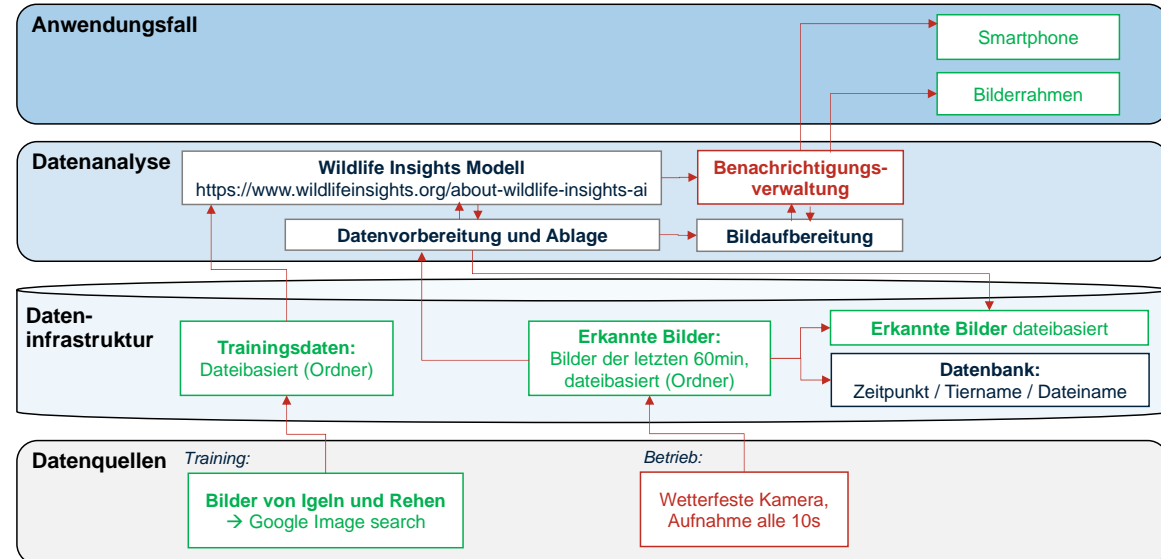 Anwendungsfall
Smartphone
Bilderrahmen
Datenanalyse
Wildlife Insights Modell
https://www.wildlifeinsights.org/about-wildlife-insights-ai
Benachrichtigungs-
verwaltung
Datenvorbereitung und Ablage
Bildaufbereitung
Daten-
infrastruktur
Trainingsdaten:
Dateibasiert (Ordner)
Erkannte Bilder:
Bilder der letzten 60min,
dateibasiert (Ordner)
Erkannte Bilder dateibasiert
Datenbank:
Zeitpunkt / Tiername / Dateiname
Datenquellen
Training:
Bilder von Igeln und Rehen
→ Google Image search
Betrieb:
Wetterfeste Kamera,
Aufnahme alle 10s